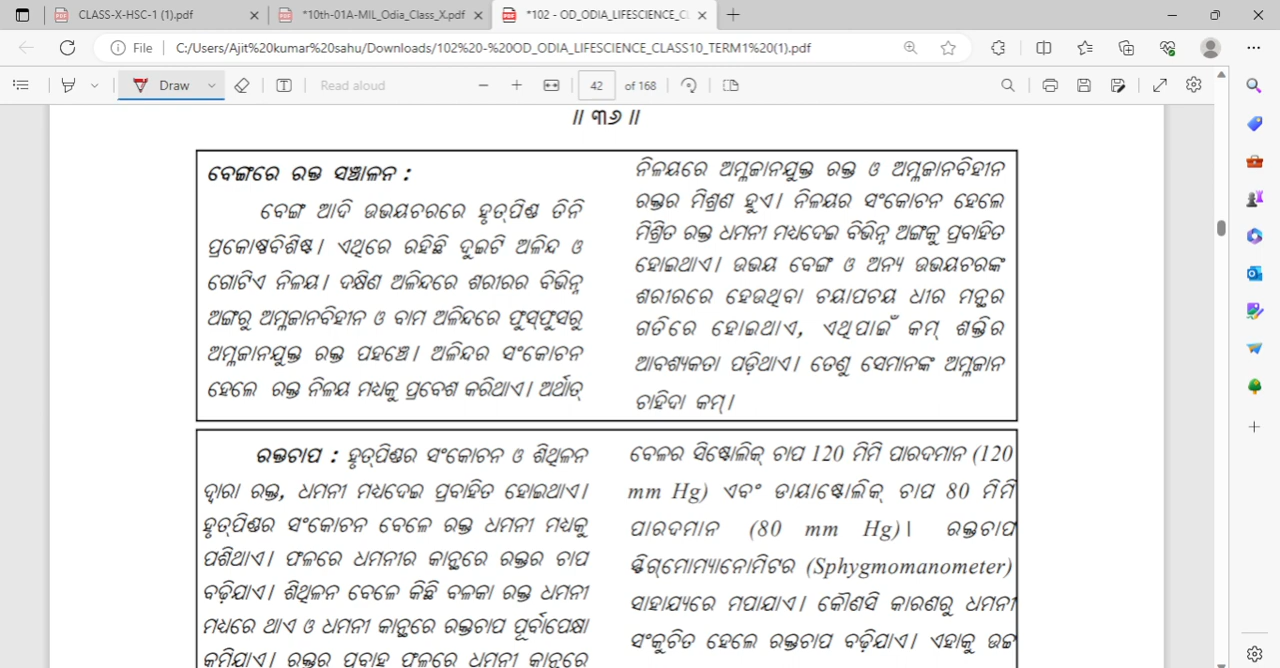 CLASS-X-HSC-1 (1).pdf
*10th-01A-MIL_Odia_Class_X.pdf
*102 - OD_ODIA_LIFESCIENCE_CL
File
C:/Users/Ajit%20kumar%20sahu/Downloads/102%20-%20OD_ODIA_LIFESCIENCE_CLASS10_TERM1%20(1).pdf
Draw
Read aloud
42
of 168
॥ ୩୬ ॥
ବେଙ୍ଗରେ ରକ୍ତ ସଞ୍ଚାଳନ :
ବେଙ୍ଗ ଆଦି ଉଭୟଚରରେ ହୃତ୍‌ପିଣ୍ଡ ତିନି
ପ୍ରକୋଷ୍ଠବିଶିଷ୍ଟ। ଏଥିରେ ରହିଛି ଦୁଇଟି ଅଳିନ୍ଦ ଓ
ଗୋଟିଏ ନିଳୟ। ଦକ୍ଷିଣ ଅଳିନ୍ଦରେ ଶରୀରର ବିଭିନ୍ନ
ଅଙ୍ଗରୁ ଅମ୍ଳଜାନବିହୀନ ଓ ବାମ ଅଳିନ୍ଦରେ ଫୁସ୍‌ଫୁସରୁ
ଅମ୍ଳଜାନଯୁକ୍ତ ରକ୍ତ ପହଞ୍ଚେ। ଅଳିନ୍ଦର ସଂକୋଚନ
ହେଲେ ରକ୍ତ ନିଳୟ ମଧ୍ୟକୁ ପ୍ରବେଶ କରିଥାଏ। ଅର୍ଥାତ୍
ନିଳୟରେ ଅମ୍ଳଜାନଯୁକ୍ତ ରକ୍ତ ଓ ଅମ୍ଳଜାନବିହୀନ
ରକ୍ତର ମିଶ୍ରଣ ହୁଏ। ନିଳୟର ସଂକୋଚନ ହେଲେ
ମିଶ୍ରିତ ରକ୍ତ ଧମନୀ ମଧ୍ୟଦେଇ ବିଭିନ୍ନ ଅଙ୍ଗକୁ ପ୍ରବାହିତ
ହୋଇଥାଏ। ଉଭୟ ବେଙ୍ଗ ଓ ଅନ୍ୟ ଉଭୟଚରଙ୍କ
ଶରୀରରେ ହେଉଥିବା ଚୟାପଚୟ ଧୀର ମନ୍ଥର
ଗତିରେ ହୋଇଥାଏ, ଏଥିପାଇଁ କମ୍ ଶକ୍ତିର
ଆବଶ୍ୟକତା ପଡ଼ିଥାଏ। ତେଣୁ ସେମାନଙ୍କ ଅମ୍ଳଜାନ
ଚାହିଦା କମ୍।
ରକ୍ତଚାପ : ହୃତ୍‌ପିଣ୍ଡର ସଂକୋଚନ ଓ ଶିଥିଳନ
ଦ୍ୱାରା ରକ୍ତ, ଧମନୀ ମଧ୍ୟଦେଇ ପ୍ରବାହିତ ହୋଇଥାଏ।
ହୃତ୍‌ପିଣ୍ଡର ସଂକୋଚନ ବେଳେ ରକ୍ତ ଧମନୀ ମଧ୍ୟକୁ
ପଶିଥାଏ। ଫଳରେ ଧମନୀର କାନ୍ଥରେ ରକ୍ତର ଚାପ
ବଢ଼ିଯାଏ। ଶିଥିଳନ ବେଳେ କିଛି ବଳକା ରକ୍ତ ଧମନୀ
ମଧ୍ୟରେ ଥାଏ ଓ ଧମନୀ କାନ୍ଥରେ ରକ୍ତଚାପ ପୂର୍ବାପେକ୍ଷା
କମିଯାଏ। ରକ୍ତର ପ୍ରବାହ ଫଳରେ ଧମନୀ କାନ୍ଥରେ
ବେଳର ସିଷ୍ଟୋଲିକ୍ ଚାପ 120 ମିମି ପାରଦମାନ (120
mm Hg) ଏବଂ ଡାୟାଷ୍ଟୋଲିକ୍ ଚାପ 80 ମିମି
ପାରଦମାନ (80 mm Hg)। ରକ୍ତଚାପ
ସ୍ଫିଗ୍‌ମୋମ୍ୟାନୋମିଟର (Sphygmomanometer)
ସାହାଯ୍ୟରେ ମପାଯାଏ। କୌଣସି କାରଣରୁ ଧମନୀ
ସଂକୁଚିତ ହେଲେ ରକ୍ତଚାପ ବଢ଼ିଯାଏ। ଏହାକୁ ଉଚ୍ଚ